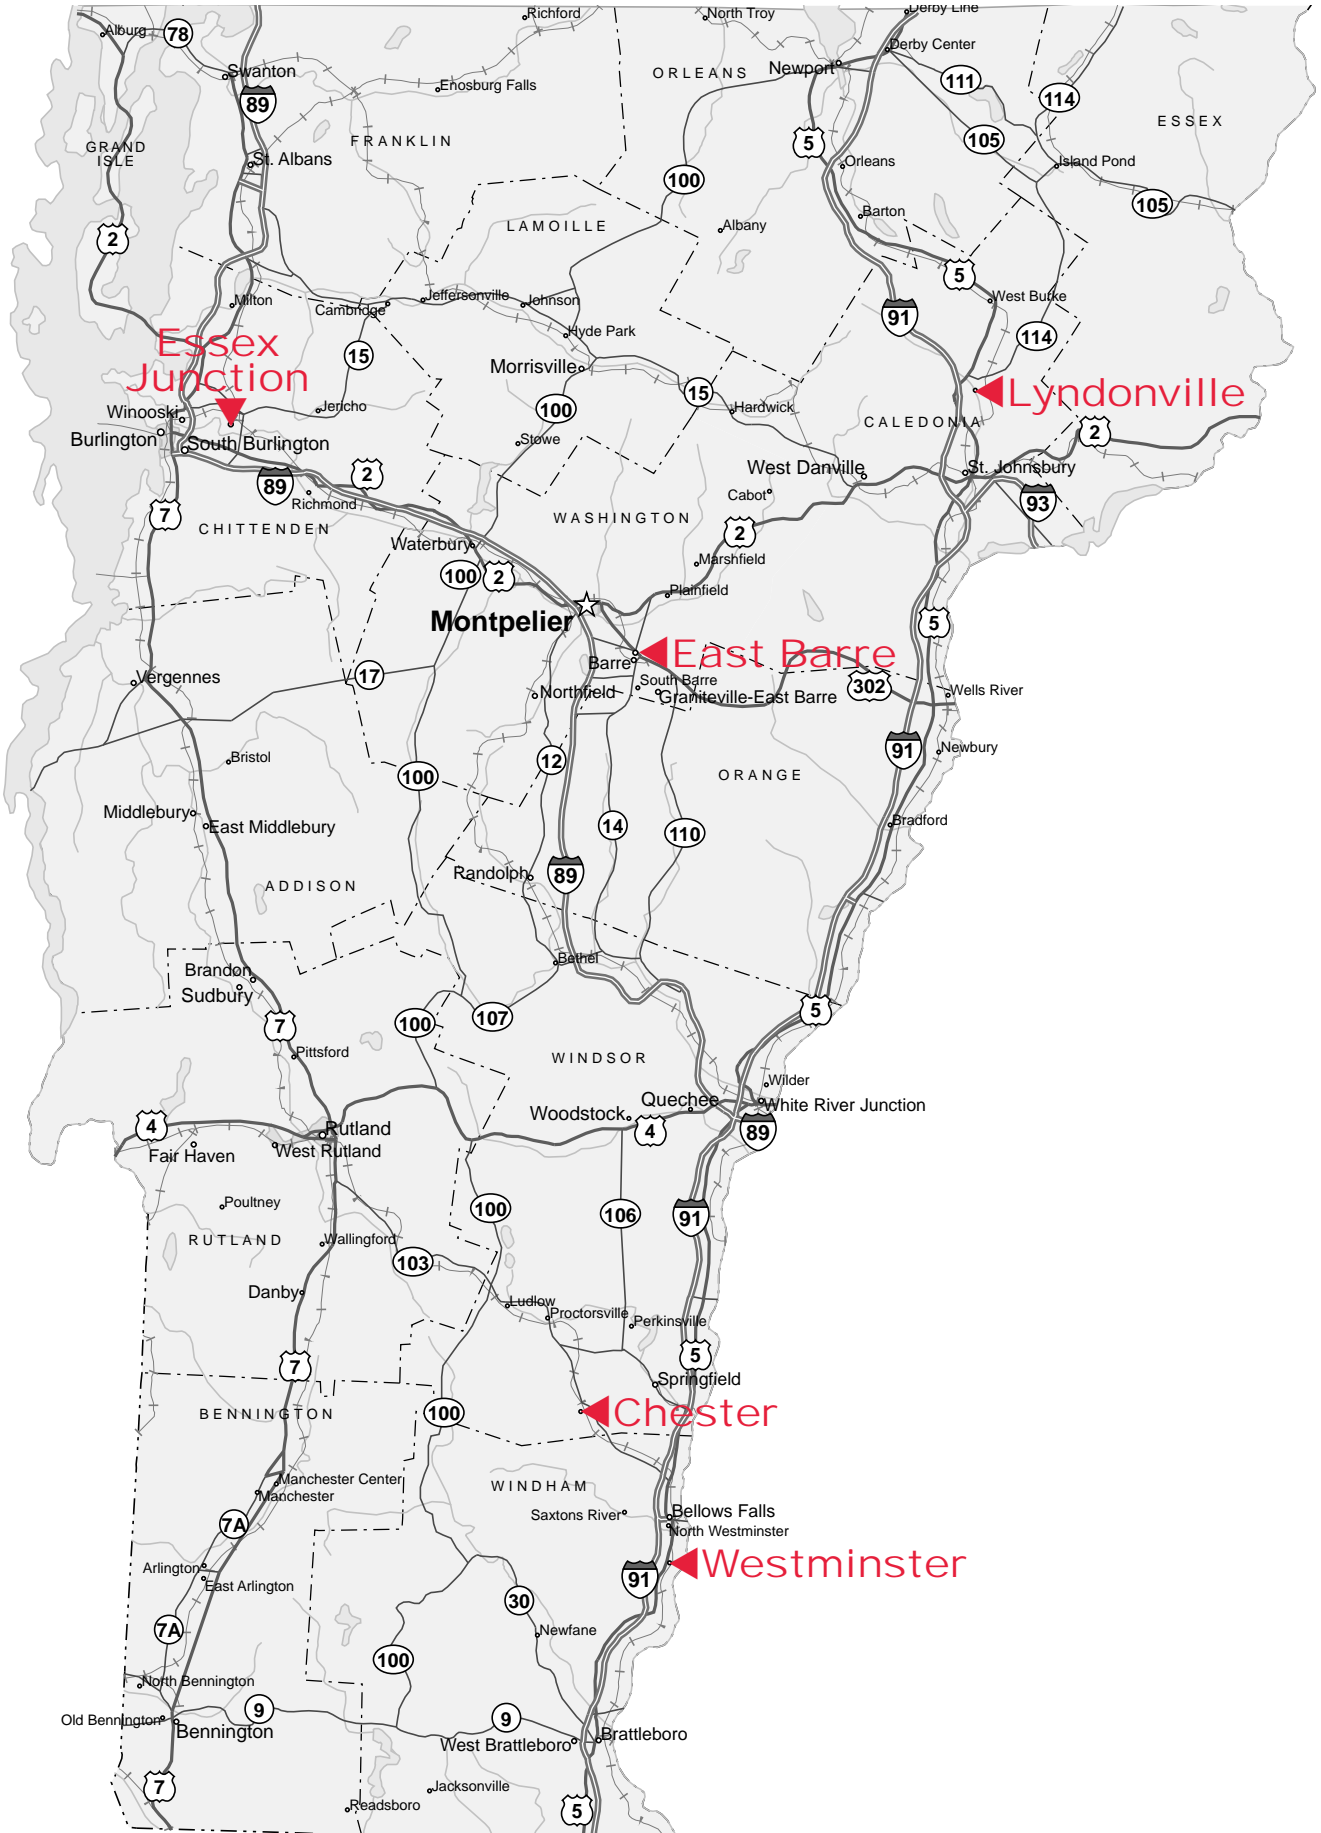 Richford
North Troy
Derby Line
Alburg
78
Derby Center
Swanton
ORLEANS
Newport
111
Enosburg Falls
114
89
ESSEX
FRANKLIN
5
105
GRAND
ISLE
St. Albans
Orleans
Island Pond
100
105
Barton
LAMOILLE
Albany
2
5
Milton
Jeffersonville
Johnson
West Burke
Cambridge
91
Essex
Junction
Hyde Park
114
15
Morrisville
15
Lyndonville
Jericho
100
Hardwick
Winooski
CALEDONIA
2
Burlington
South Burlington
Stowe
West Danville
St. Johnsbury
2
89
Cabot
93
Richmond
7
CHITTENDEN
WASHINGTON
2
Waterbury
Marshfield
100
2
Plainfield
Montpelier
5
East Barre
Barre
17
South Barre
302
Vergennes
Northfield
Graniteville-East Barre
Wells River
91
Newbury
Bristol
12
100
ORANGE
Middlebury
14
110
Bradford
East Middlebury
Randolph
89
ADDISON
Bethel
Brandon
Sudbury
5
107
100
7
Pittsford
WINDSOR
Wilder
Quechee
White River Junction
Woodstock
4
4
89
Rutland
Fair Haven
West Rutland
Poultney
100
106
91
RUTLAND
Wallingford
103
Danby
Ludlow
Proctorsville
Perkinsville
7
5
Springfield
BENNINGTON
100
Chester
Manchester Center
Manchester
WINDHAM
Saxtons River
Bellows Falls
7A
North Westminster
Westminster
Arlington
91
East Arlington
30
7A
Newfane
100
North Bennington
9
9
Old Bennington
Bennington
Brattleboro
West Brattleboro
7
Jacksonville
Readsboro
5